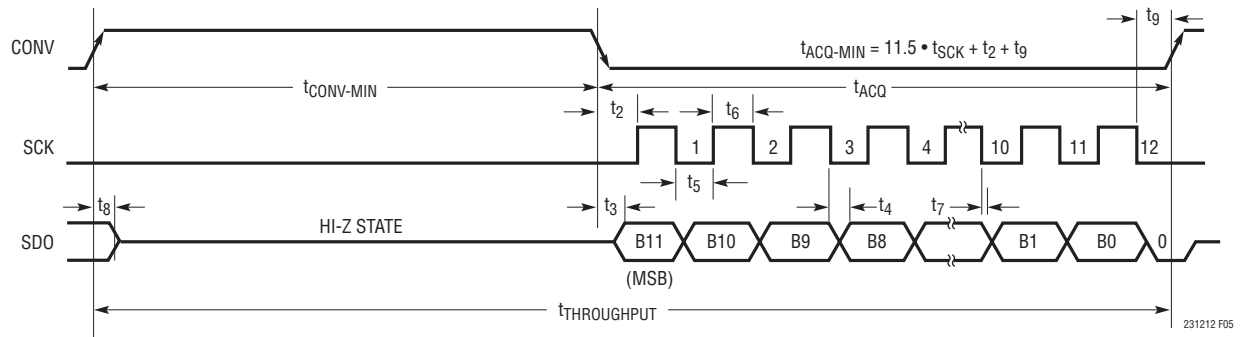 CONV
t9
tACQ-MIN = 11.5 • tSCK + t2 + t9
tCONV-MIN
tACQ
t2
t6
SCK
1 2 3 4 10 11 12
t5
t8
t3
t4
t7
SDO
HI-Z STATE
B11 B10 B9 B8 B1 B0 0
(MSB)
tTHROUGHPUT
231212 F05